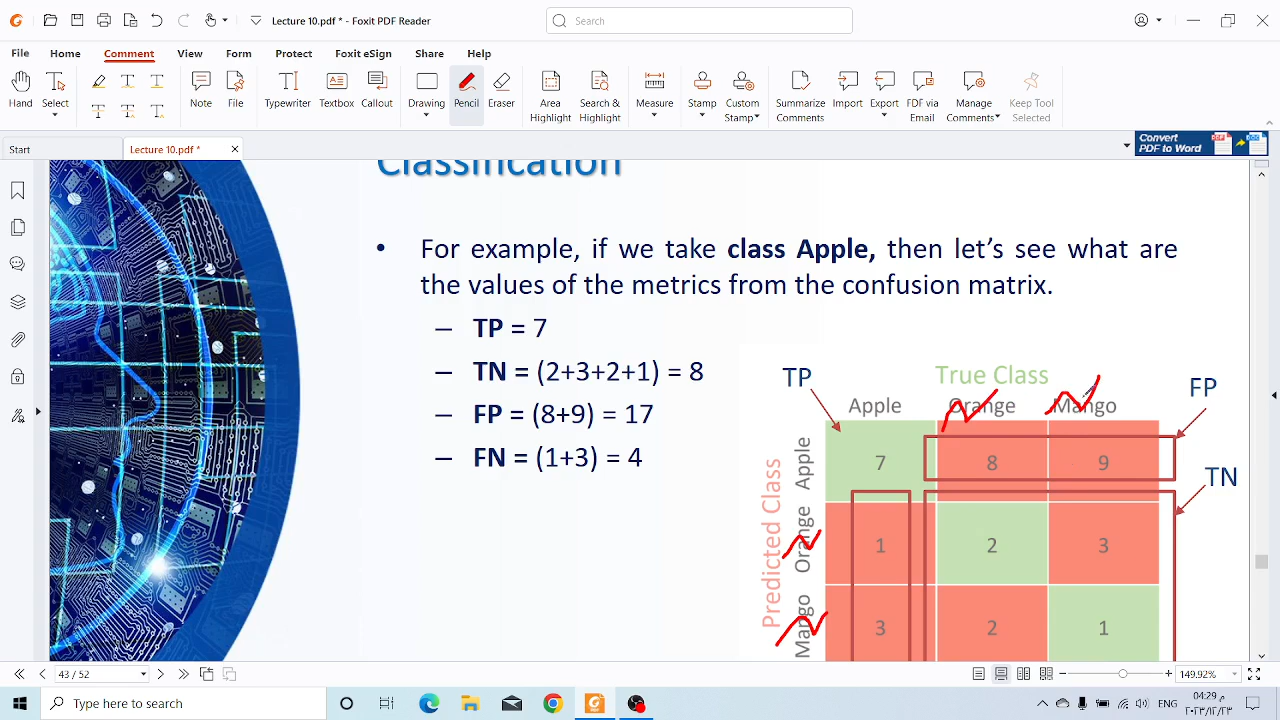 Lecture 10.pdf * - Foxit PDF Reader
Search
File Home Comment View Form Protect Foxit eSign Share Help
Hand Select Note File Typewriter Textbox Callout Drawing Pencil Eraser Area Highlight Search & Highlight Measure Stamp Custom Stamp Summarize Comments Import Export FDF via Email Manage Comments Keep Tool Selected
Start Lecture 10.pdf *
Convert PDF to Word
Classification
• For example, if we take class Apple, then let's see what are
the values of the metrics from the confusion matrix.
– TP = 7
– TN = (2+3+2+1) = 8
– FP = (8+9) = 17
– FN = (1+3) = 4
True Class
TP
FP
Apple Orange Mango
Predicted Class
Apple 7 8 9
TN
Orange 1 2 3
Mango 3 2 1
43 / 52
149.92%
Type here to search
ENG
04:29 م
٢٠٢٣/١٢/٢٠